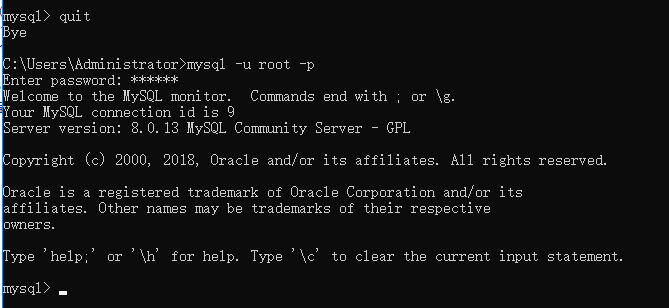 mysql> quit
Bye
C:\Users\Administrator>mysql -u root -p
Enter password: ******
Welcome to the MySQL monitor.  Commands end with ; or \g.
Your MySQL connection id is 9
Server version: 8.0.13 MySQL Community Server - GPL
Copyright (c) 2000, 2018, Oracle and/or its affiliates. All rights reserved.
Oracle is a registered trademark of Oracle Corporation and/or its
affiliates. Other names may be trademarks of their respective
owners.
Type 'help;' or '\h' for help. Type '\c' to clear the current input statement.
mysql>